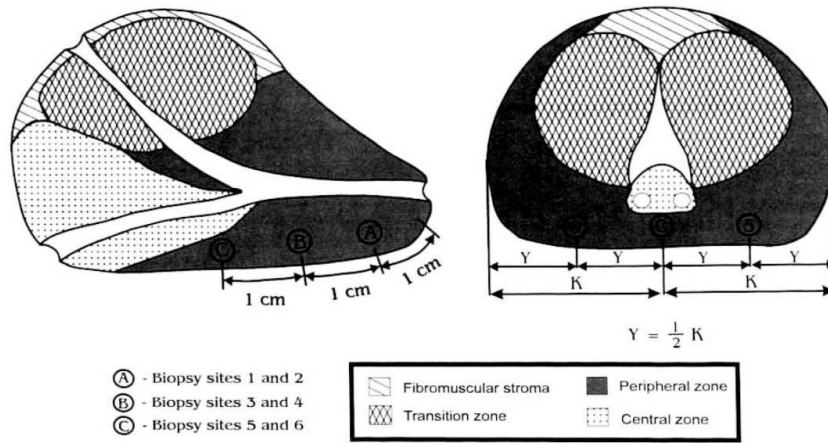 C B A
1 cm 1 cm 1 cm
Y Y Y Y
K K
Y = 1/2 K
A - Biopsy sites 1 and 2
B - Biopsy sites 3 and 4
C - Biopsy sites 5 and 6
Fibromuscular stroma Peripheral zone
Transition zone Central zone